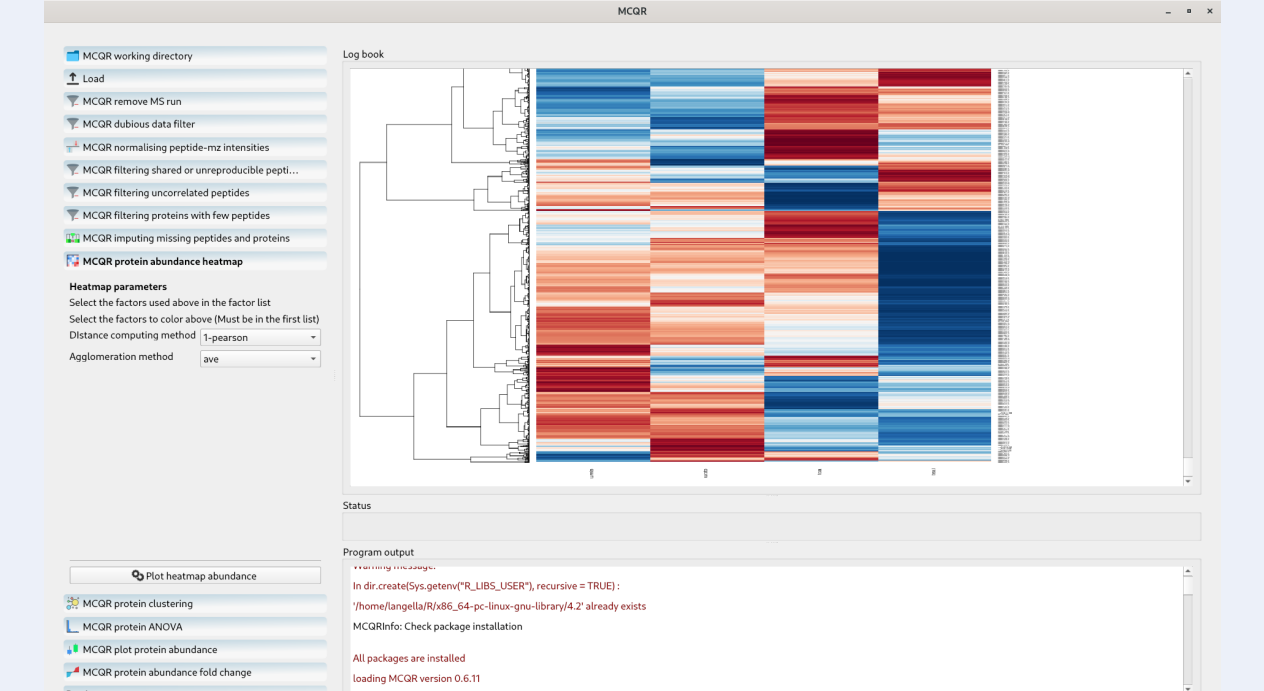 MCQR
MCQR working directory
Load
MCQR remove MS run
MCQR dubious data filter
MCQR normalising peptide-mz intensities
MCQR filtering shared or unreproducible pepti...
MCQR filtering uncorrelated peptides
MCQR filtering proteins with few peptides
MCQR imputing missing peptides and proteins
MCQR protein abundance heatmap
Heatmap parameters
Select the factors used above in the factor list
Select the factors to color above (Must be in the first list)
DIstance computing method 1-pearson
Agglomeration method ave
Plot heatmap abundance
MCQR protein clustering
MCQR protein ANOVA
MCQR plot protein abundance
MCQR protein abundance fold change
Log book
Status
Program output
Warning message:
In dir.create(Sys.getenv("R_LIBS_USER"), recursive = TRUE) :
'/home/langella/R/x86_64-pc-linux-gnu-library/4.2' already exists
MCQRInfo: Check package installation
All packages are installed
loading MCQR version 0.6.11